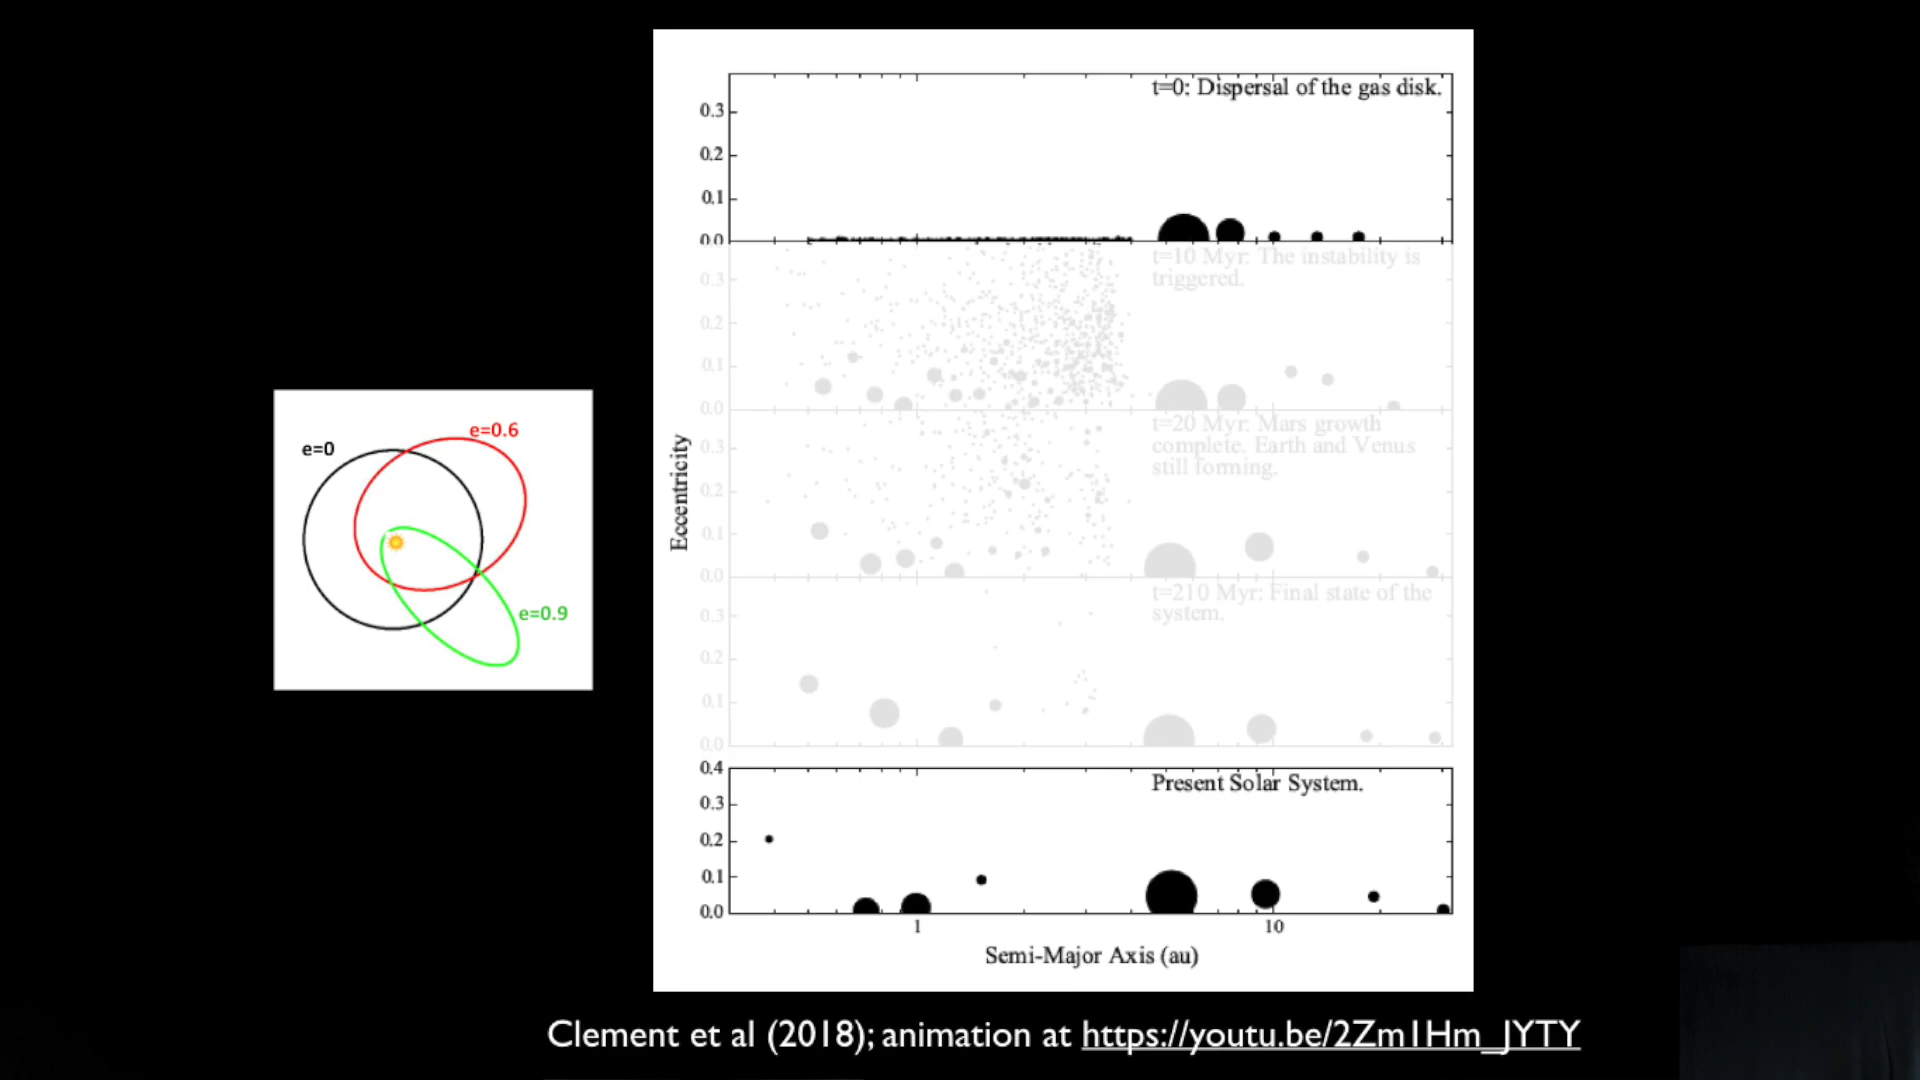 e=0
e=0.6
e=0.9
Eccentricity
t=0: Dispersal of the gas disk.
0.3
0.2
0.1
0.0
t=10 Myr: The instability is
triggered.
0.3
0.2
0.1
0.0
t=20 Myr: Mars growth
complete. Earth and Venus
still forming.
0.3
0.2
0.1
0.0
t=210 Myr: Final state of the
system.
0.3
0.2
0.1
0.0
Present Solar System.
0.4
0.3
0.2
0.1
0.0
1 10
Semi-Major Axis (au)
Clement et al (2018); animation at https://youtu.be/2Zm1Hm_JYTY